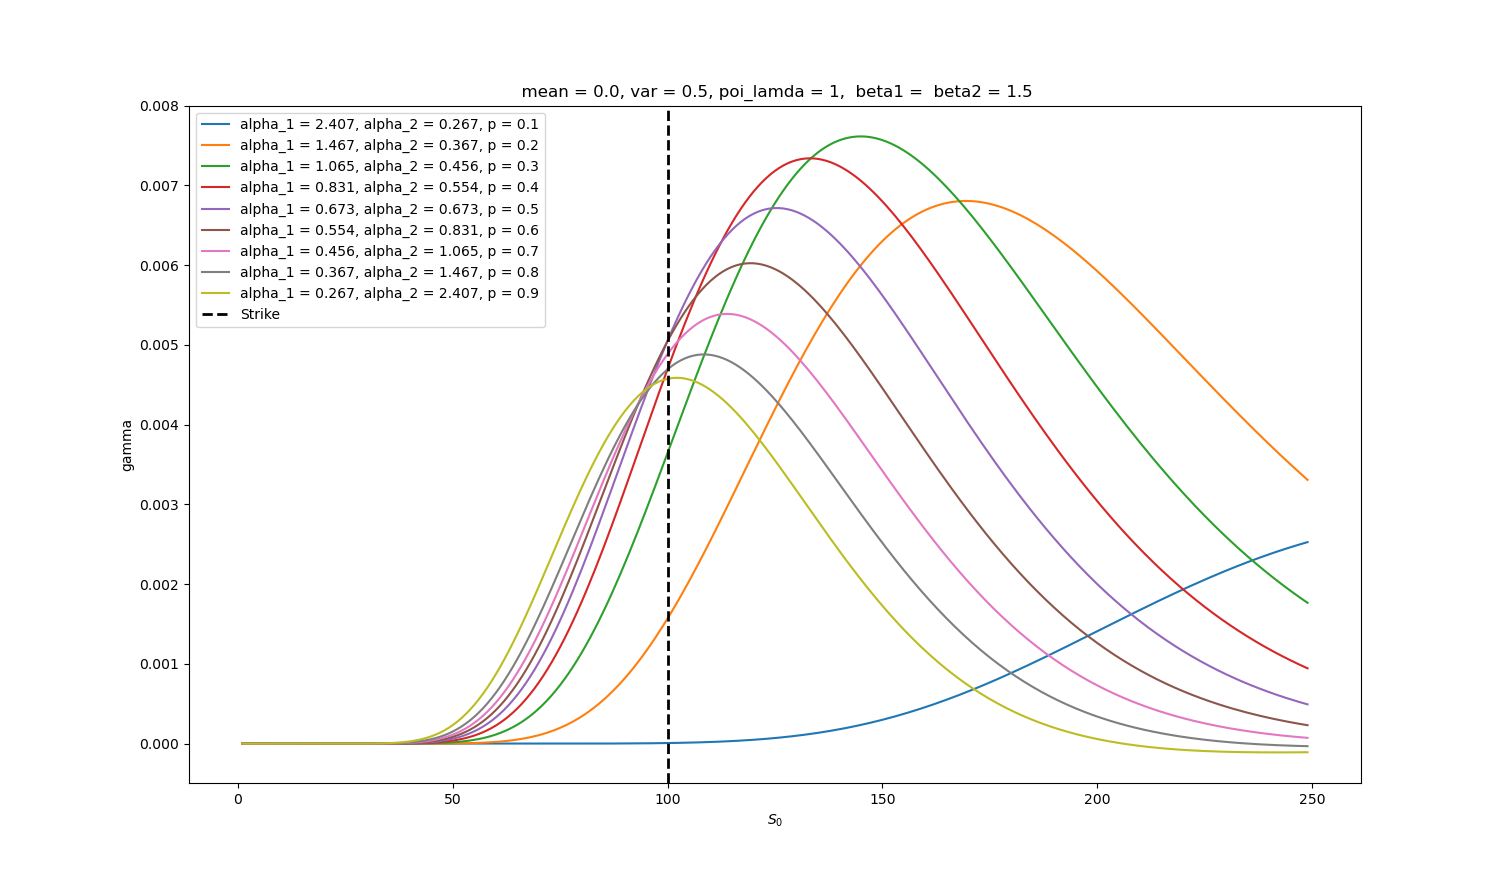 mean = 0.0, var = 0.5, poi_lamda = 1,  beta1 =  beta2 = 1.5
0.008
0.007
0.006
0.005
0.004
0.003
0.002
0.001
0.000
gamma
alpha_1 = 2.407, alpha_2 = 0.267, p = 0.1
alpha_1 = 1.467, alpha_2 = 0.367, p = 0.2
alpha_1 = 1.065, alpha_2 = 0.456, p = 0.3
alpha_1 = 0.831, alpha_2 = 0.554, p = 0.4
alpha_1 = 0.673, alpha_2 = 0.673, p = 0.5
alpha_1 = 0.554, alpha_2 = 0.831, p = 0.6
alpha_1 = 0.456, alpha_2 = 1.065, p = 0.7
alpha_1 = 0.367, alpha_2 = 1.467, p = 0.8
alpha_1 = 0.267, alpha_2 = 2.407, p = 0.9
Strike
0 50 100 150 200 250
S₀